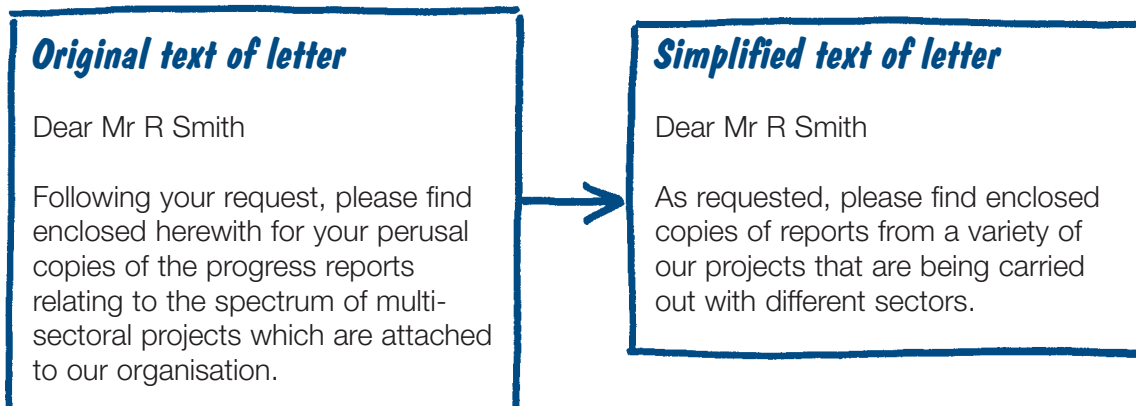 Original text of letter
Dear Mr R Smith
Following your request, please find
enclosed herewith for your perusal
copies of the progress reports
relating to the spectrum of multi-
sectoral projects which are attached
to our organisation.
Simplified text of letter
Dear Mr R Smith
As requested, please find enclosed
copies of reports from a variety of
our projects that are being carried
out with different sectors.